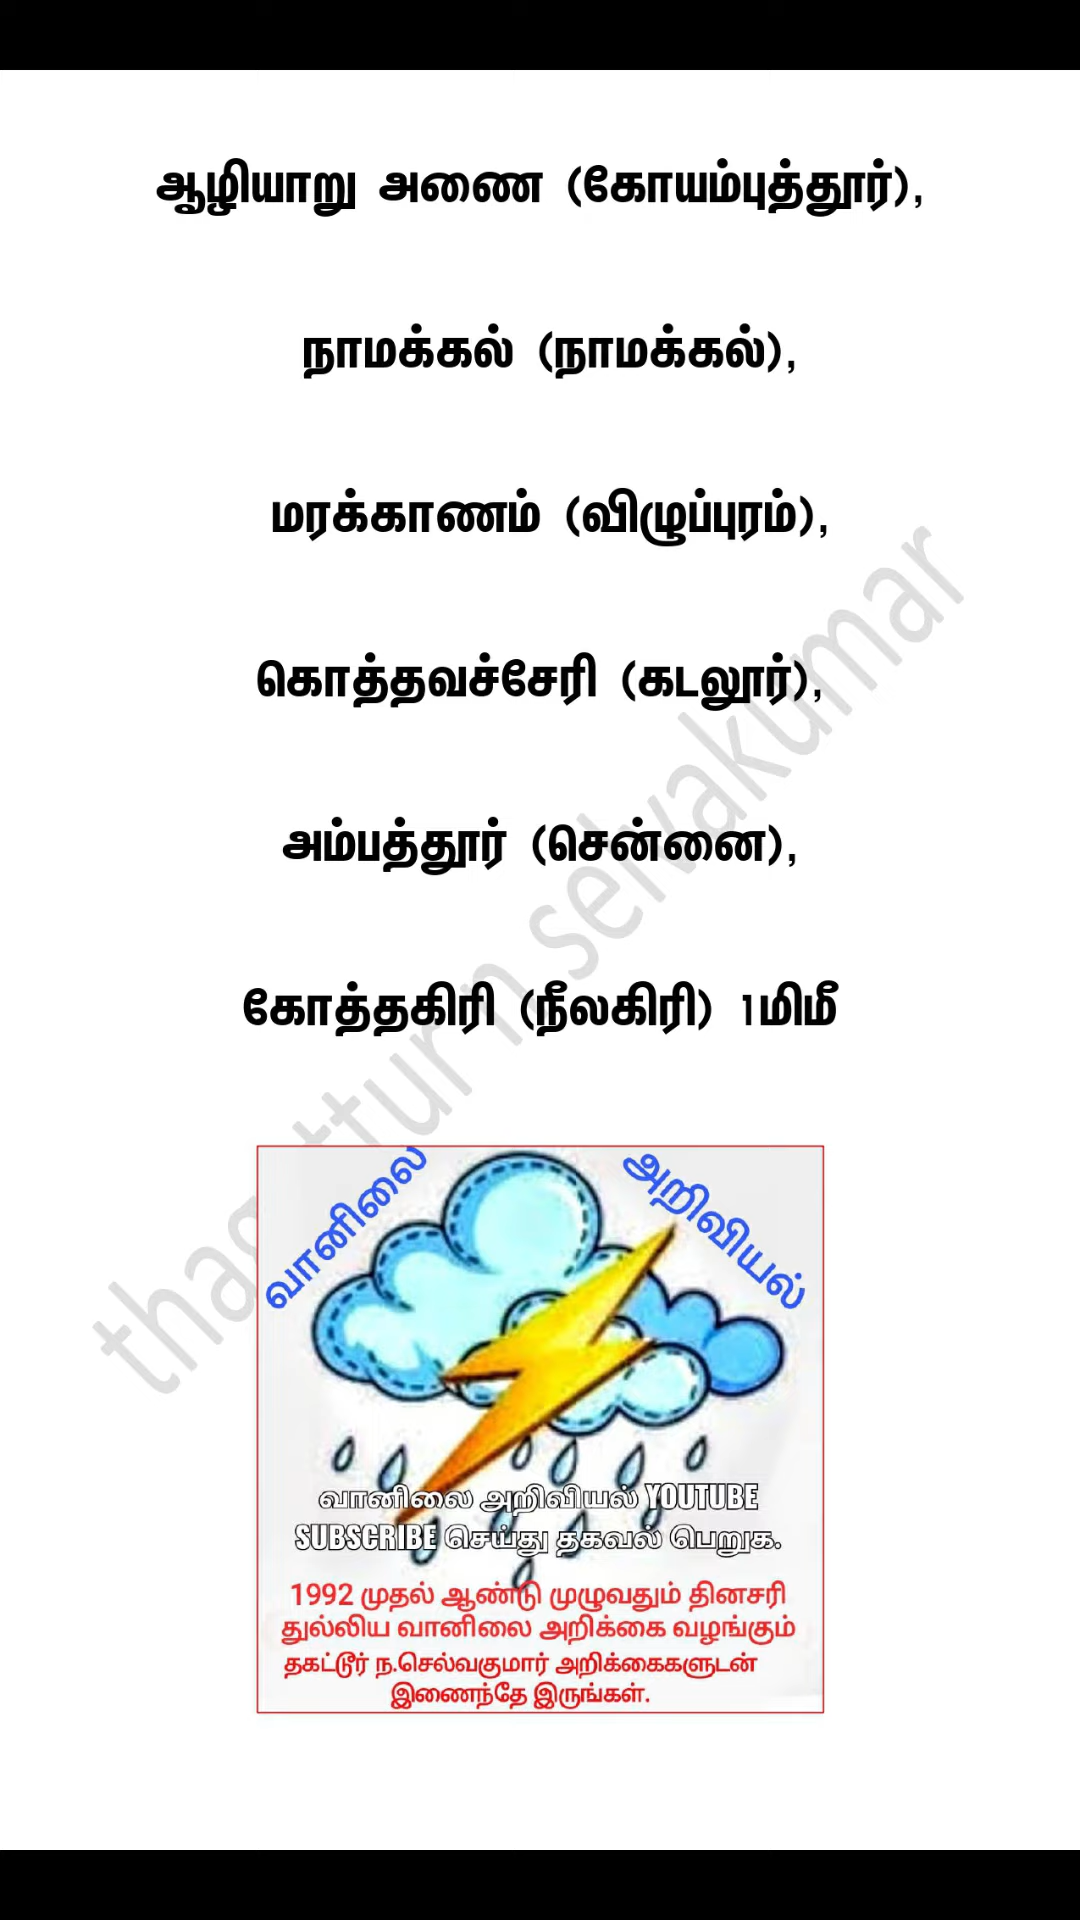 ஆழியாறு அணை (கோயம்புத்தூர்),
நாமக்கல் (நாமக்கல்),
மரக்காணம் (விழுப்புரம்),
கொத்தவச்சேரி (கடலூர்),
அம்பத்தூர் (சென்னை),
கோத்தகிரி (நீலகிரி) 1மிமீ
n selvakumar
வானிலை அறிவியல்
வானிலை அறிவியல் YOUTUBE
SUBSCRIBE செய்து தகவல் பெறுக.
1992 முதல் ஆண்டு முழுவதும் தினசரி
துல்லிய வானிலை அறிக்கை வழங்கும்
தகட்டூர் ந.செல்வகுமார் அறிக்கைகளுடன்
இணைந்தே இருங்கள்.